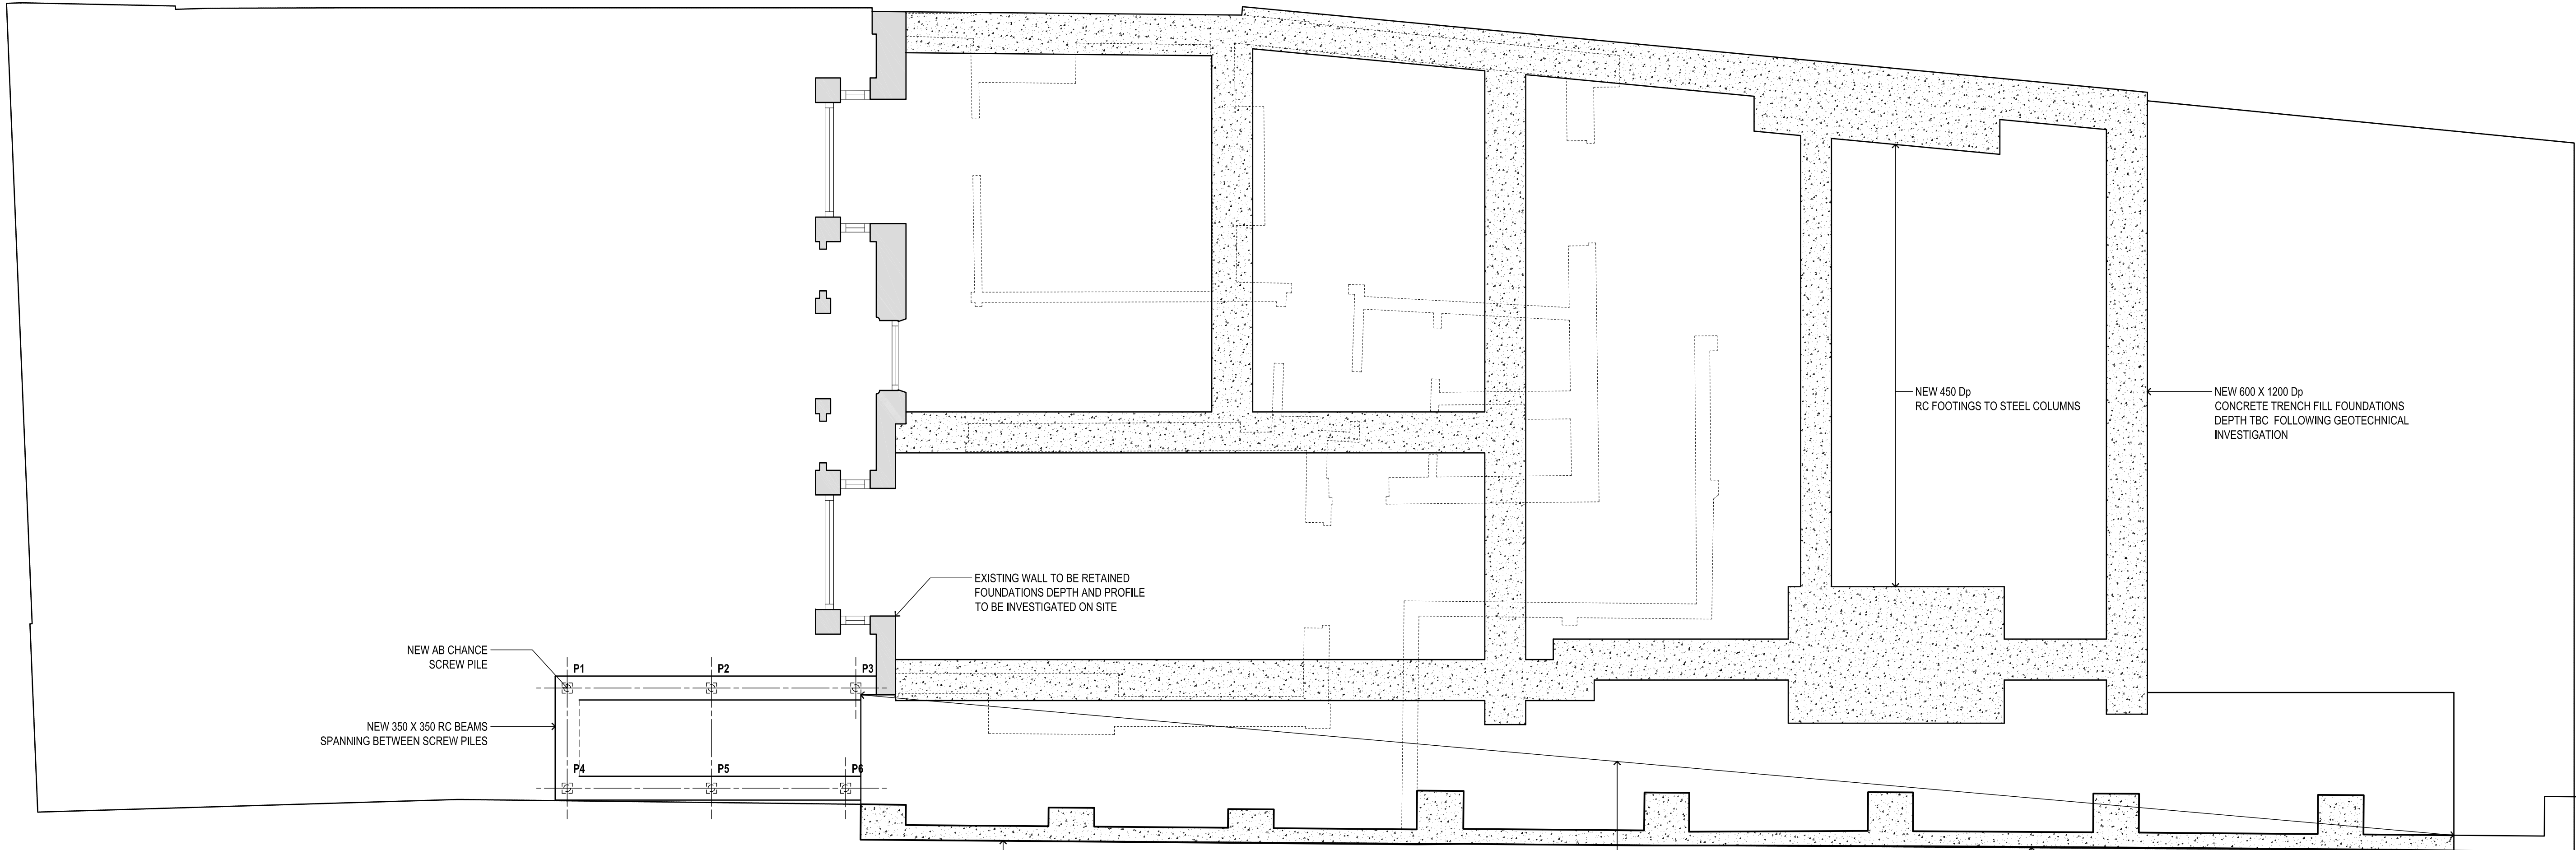 NEW 450 Dp
RC FOOTINGS TO STEEL COLUMNS
NEW 600 X 1200 Dp
CONCRETE TRENCH FILL FOUNDATIONS
DEPTH TBC FOLLOWING GEOTECHNICAL
INVESTIGATION
EXISTING WALL TO BE RETAINED
FOUNDATIONS DEPTH AND PROFILE
TO BE INVESTIGATED ON SITE
NEW AB CHANCE
SCREW PILE
P1
P2
P3
NEW 350 X 350 RC BEAMS
SPANNING BETWEEN SCREW PILES
P4
P5
P6